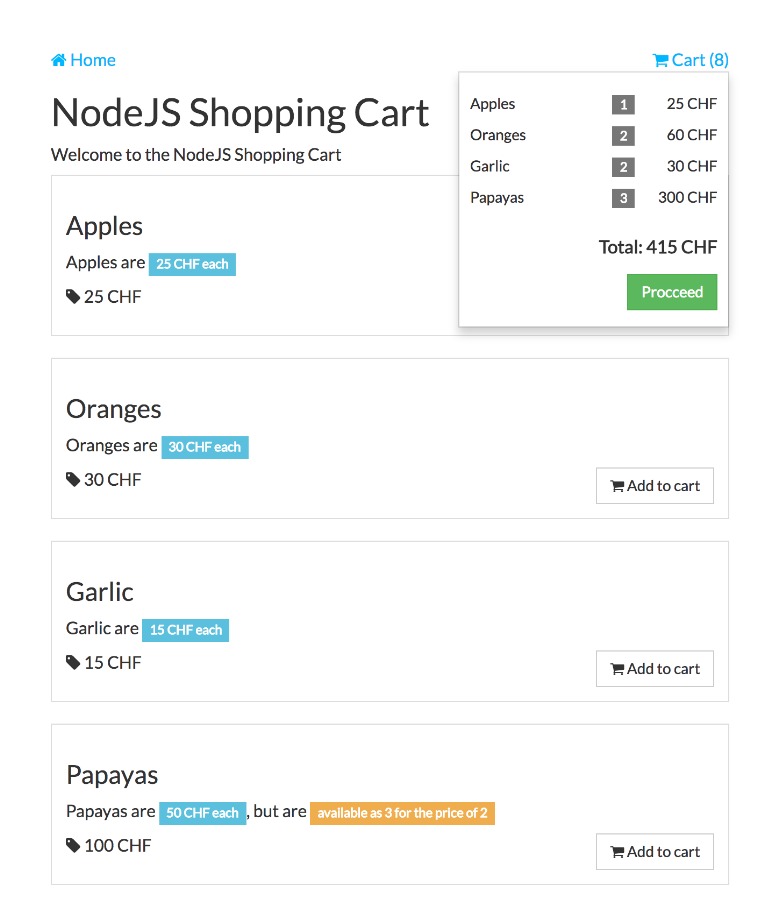 Home
Cart (8)
NodeJS Shopping Cart
Welcome to the NodeJS Shopping Cart
Apples 1 25 CHF
Oranges 2 60 CHF
Garlic 2 30 CHF
Papayas 3 300 CHF
Total: 415 CHF
Procceed
Apples
Apples are 25 CHF each
25 CHF
Oranges
Oranges are 30 CHF each
30 CHF
Add to cart
Garlic
Garlic are 15 CHF each
15 CHF
Add to cart
Papayas
Papayas are 50 CHF each, but are available as 3 for the price of 2
100 CHF
Add to cart